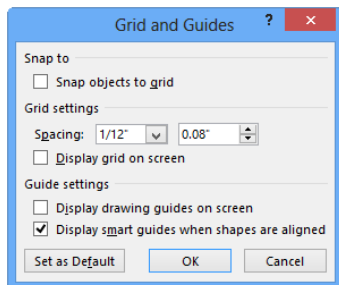 Grid and Guides ? ×
Snap to
Snap objects to grid
Grid settings
Spacing: 1/12" 0.08"
Display grid on screen
Guide settings
Display drawing guides on screen
Display smart guides when shapes are aligned
Set as Default OK Cancel